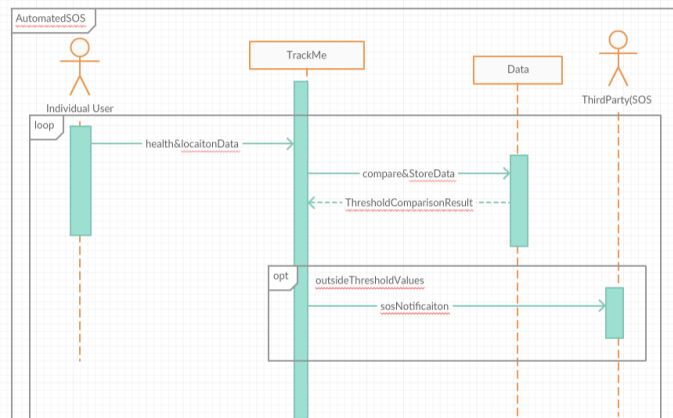 AutomatedSOS
TrackMe
Data
Individual User
ThirdParty(SOS
loop
health&locaitonData
compare&StoreData
ThresholdComparisonResult
opt
outsideThresholdValues
sosNotificaiton